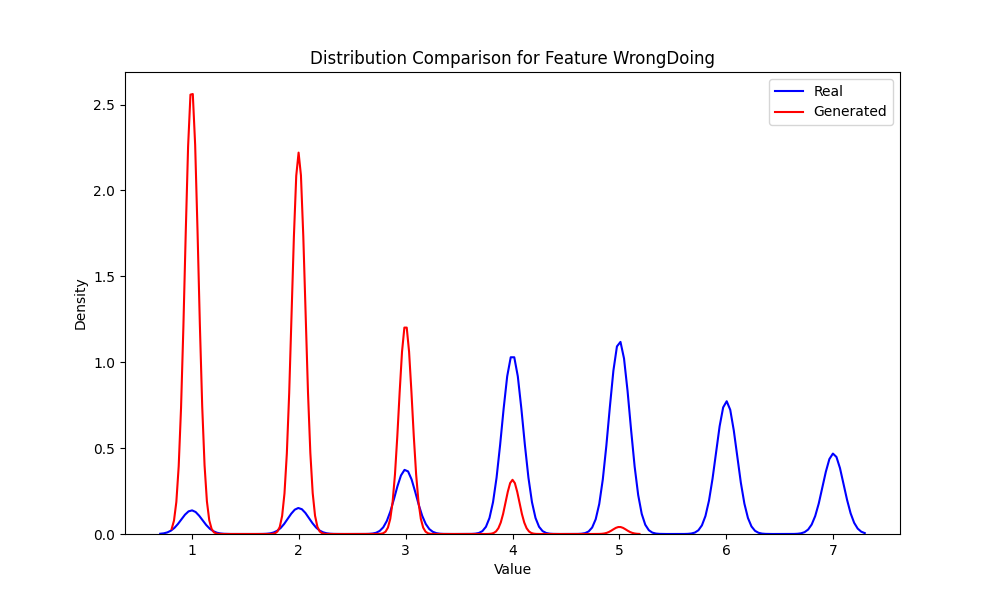 Distribution Comparison for Feature WrongDoing
Real
Generated
Density
2.5
2.0
1.5
1.0
0.5
0.0
1 2 3 4 5 6 7
Value